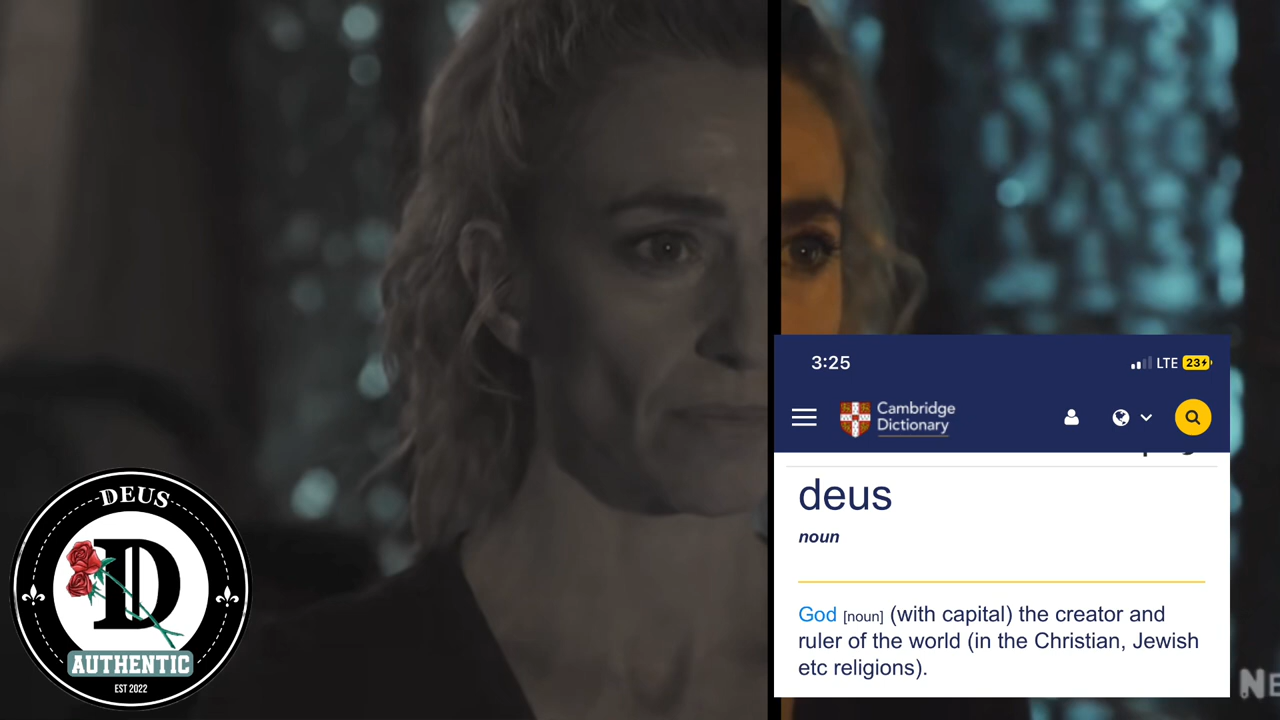 DEUS
D
AUTHENTIC
EST 2022
3:25
LTE 23
Cambridge
Dictionary
deus
noun
God [noun] (with capital) the creator and
ruler of the world (in the Christian, Jewish
etc religions).